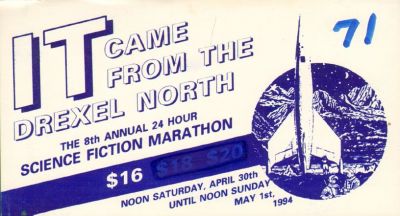 IT CAME
FROM THE
DREXEL NORTH
71
THE 8th ANNUAL 24 HOUR
SCIENCE FICTION MARATHON
$16 $18 $20
NOON SATURDAY, APRIL 30th
UNTIL NOON SUNDAY
MAY 1st,
1994